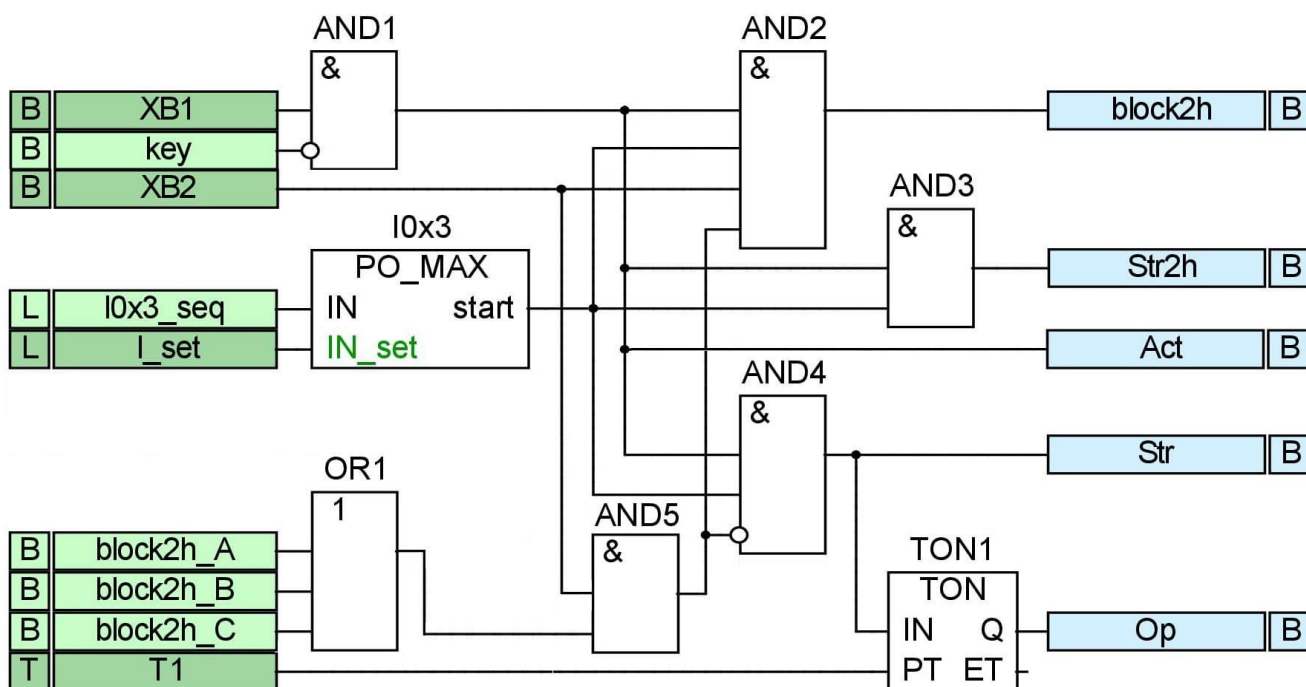 AND1
&
AND2
&
B XB1
B key
B XB2
block2h B
AND3
&
I0x3
PO_MAX
IN start
IN_set
L I0x3_seq
L I_set
Str2h B
Act B
AND4
&
Str B
OR1
1
AND5
&
B block2h_A
B block2h_B
B block2h_C
T T1
TON1
TON
IN Q
PT ET
Op B